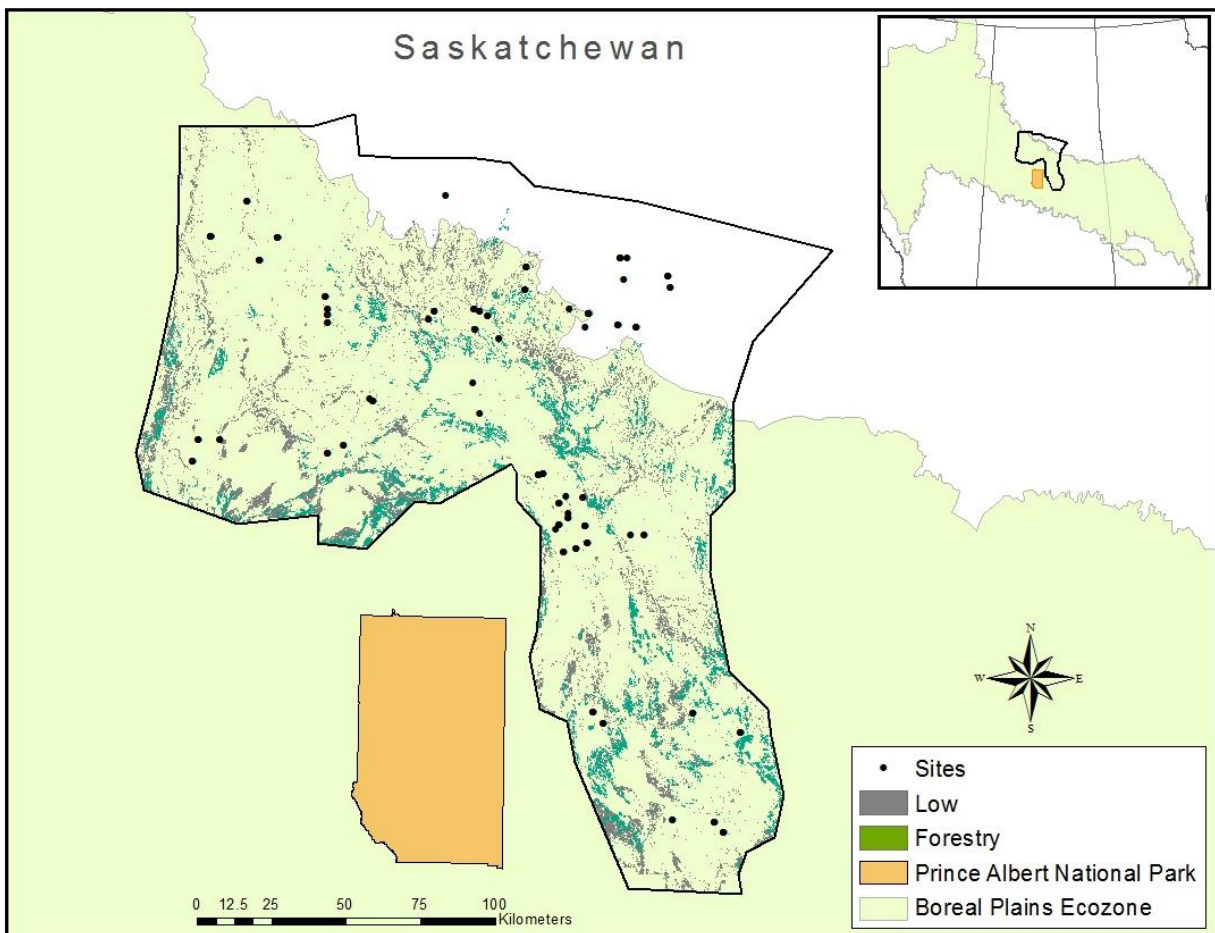 Saskatchewan
N
W E
S
Sites
Low
Forestry
Prince Albert National Park
Boreal Plains Ecozone
0 12.5 25 50 75 100
Kilometers